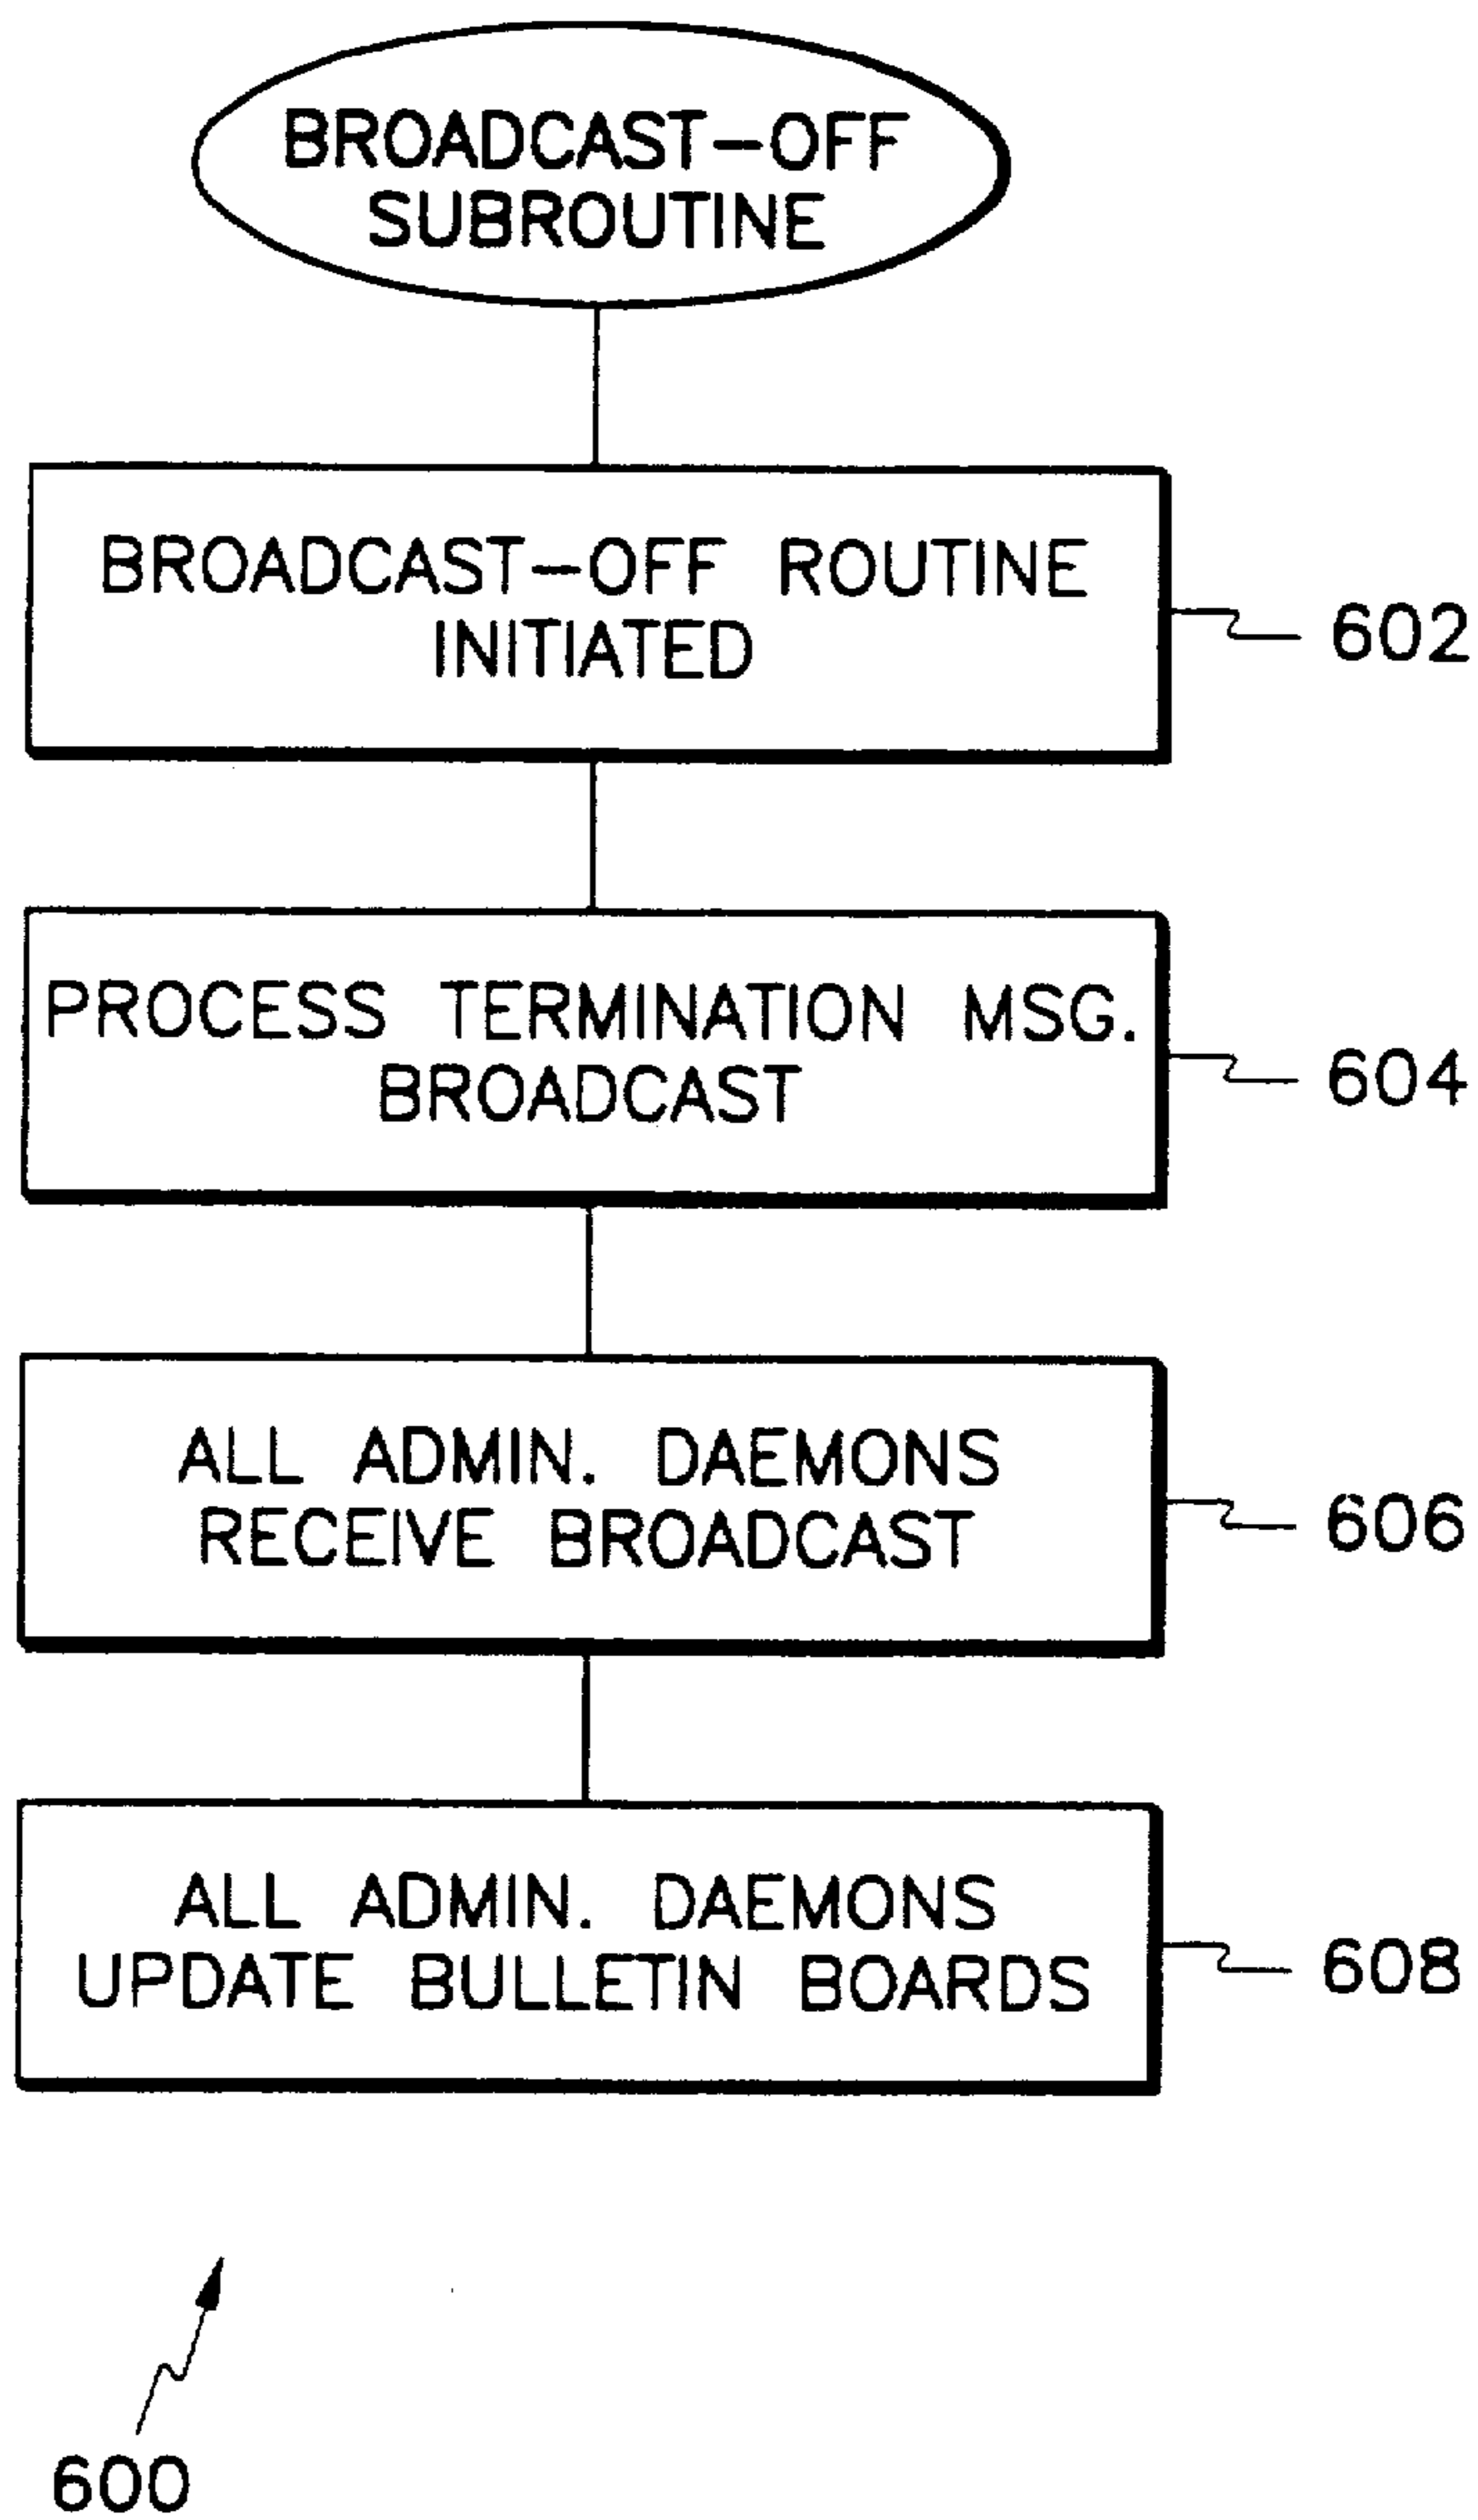 BROADCAST-OFF
SUBROUTINE
BROADCAST-OFF ROUTINE
INITIATED
602
PROCESS TERMINATION MSG.
BROADCAST
604
ALL ADMIN. DAEMONS
RECEIVE BROADCAST
606
ALL ADMIN. DAEMONS
UPDATE BULLETIN BOARDS
608
600